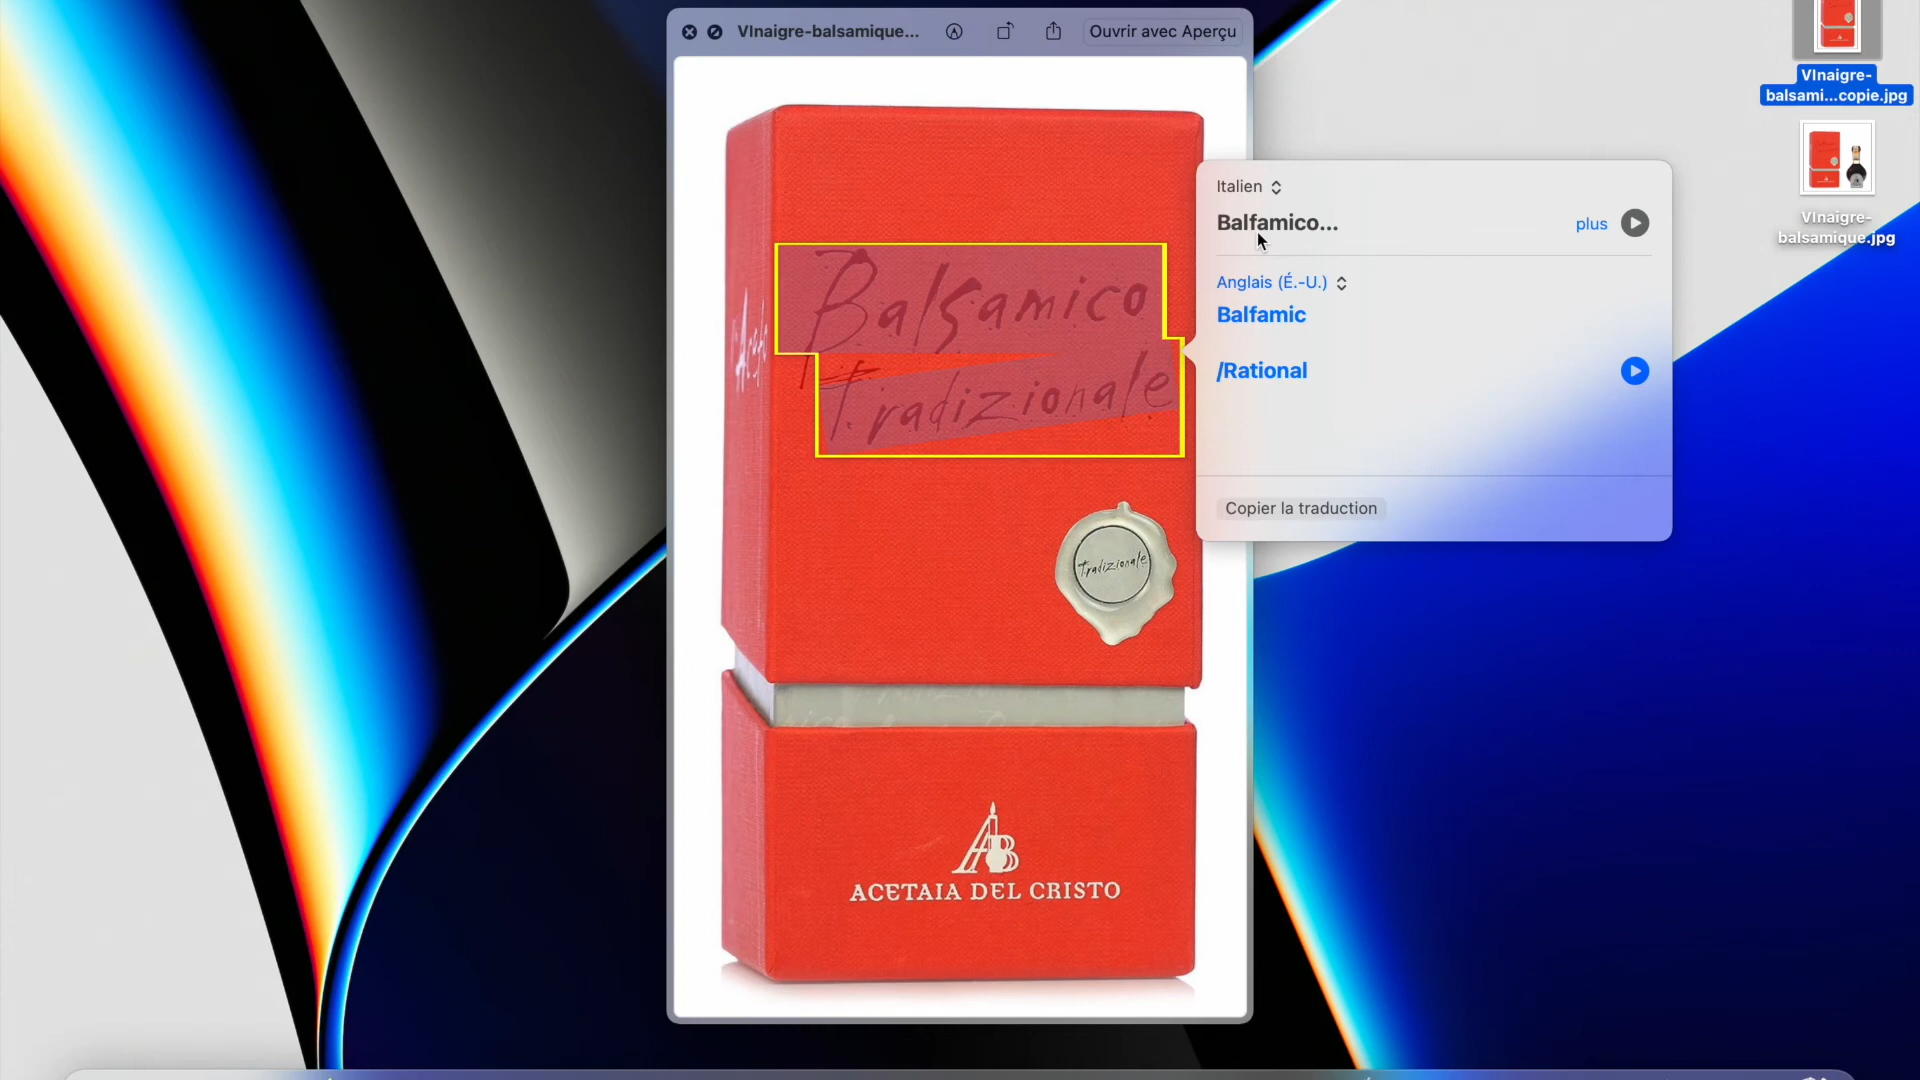 VInaigre-balsamique...
Ouvrir avec Aperçu
VInaigre-
balsami...copie.jpg
VInaigre-
balsamique.jpg
Italien
Balfamico...
plus
Anglais (É.-U.)
Balfamic
/Rational
Copier la traduction
Balsamico
Tradizionale
Tradizionale
ACETAIA DEL CRISTO